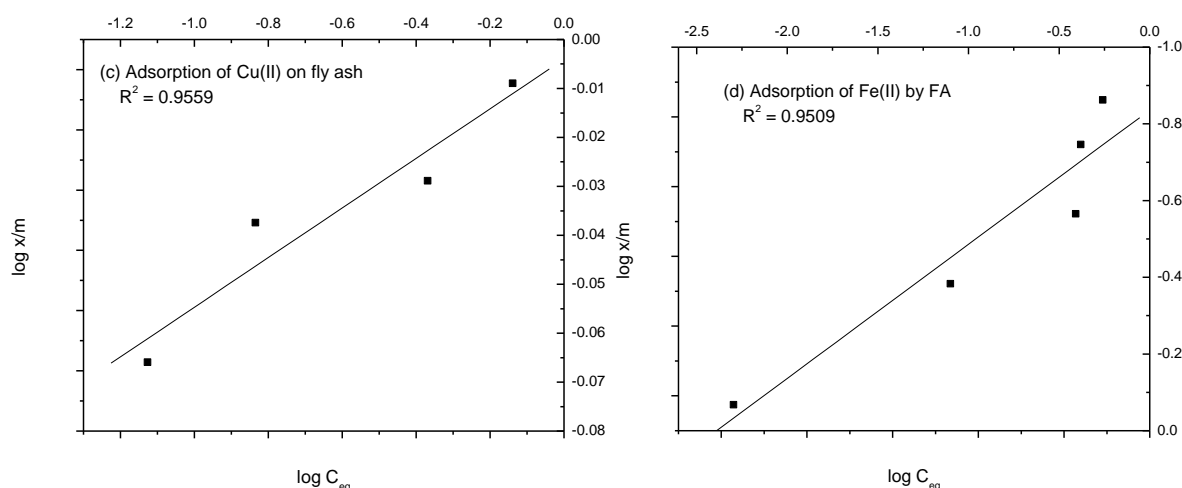 -1.2 -1.0 -0.8 -0.6 -0.4 -0.2 0.0
(c) Adsorption of Cu(II) on fly ash
R² = 0.9559
0.00
-0.01
-0.02
-0.03
-0.04
-0.05
-0.06
-0.07
-0.08
log x/m
log C_eq
-2.5 -2.0 -1.5 -1.0 -0.5 0.0
(d) Adsorption of Fe(II) by FA
R² = 0.9509
-1.0
-0.8
-0.6
-0.4
-0.2
0.0
log x/m
log C_eq